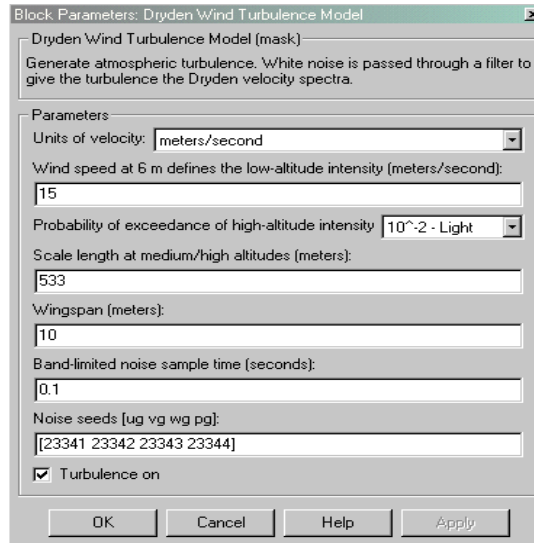 Block Parameters: Dryden Wind Turbulence Model
Dryden Wind Turbulence Model (mask)
Generate atmospheric turbulence. White noise is passed through a filter to
give the turbulence the Dryden velocity spectra.
Parameters
Units of velocity: meters/second
Wind speed at 6 m defines the low-altitude intensity (meters/second):
15
Probability of exceedance of high-altitude intensity 10^-2 - Light
Scale length at medium/high altitudes (meters):
533
Wingspan (meters):
10
Band-limited noise sample time (seconds):
0.1
Noise seeds [ug vg wg pg]:
[23341 23342 23343 23344]
Turbulence on
OK Cancel Help Apply